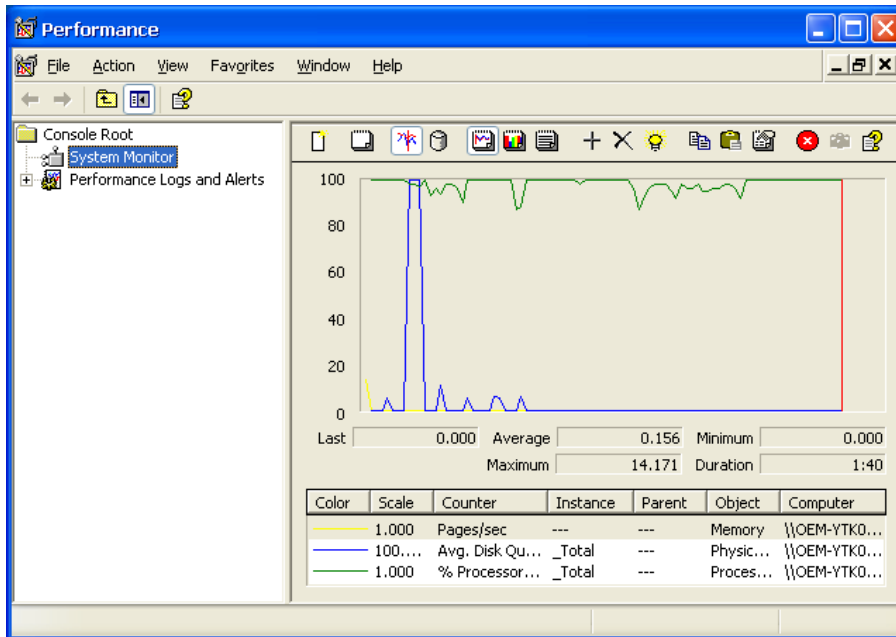 Performance
File Action View Favorites Window Help
Console Root
System Monitor
Performance Logs and Alerts
100
80
60
40
20
0
Last 0.000 Average 0.156 Minimum 0.000
Maximum 14.171 Duration 1:40
Color Scale Counter Instance Parent Object Computer
1.000 Pages/sec --- --- Memory \\OEM-YTK0...
100.... Avg. Disk Qu... _Total --- Physic... \\OEM-YTK0...
1.000 % Processor... _Total --- Proces... \\OEM-YTK0...